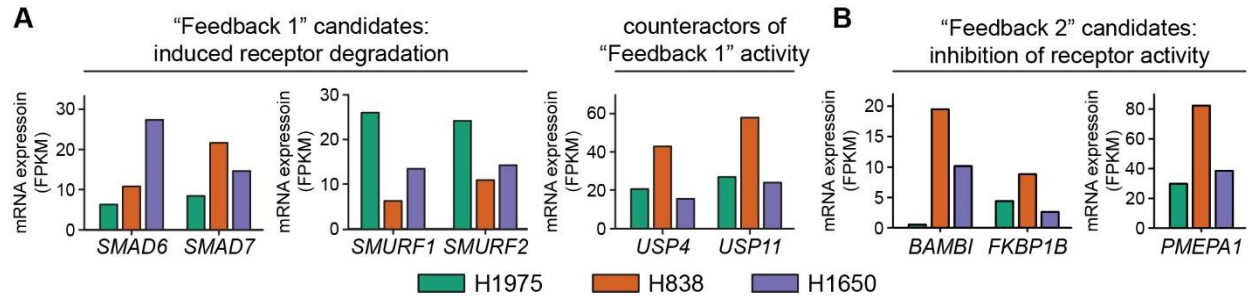 A
“Feedback 1” candidates:
induced receptor degradation
counteractors of
“Feedback 1” activity
B
“Feedback 2” candidates:
inhibition of receptor activity
mRNA expressoin
(FPKM)
30
20
10
0
SMAD6 SMAD7
mRNA expressoin
(FPKM)
30
20
10
0
SMURF1 SMURF2
mRNA expressoin
(FPKM)
60
40
20
0
USP4 USP11
mRNA expressoin
(FPKM)
20
15
10
5
0
BAMBI FKBP1B
mRNA expressoin
(FPKM)
80
60
40
20
0
PMEPA1
H1975 H838 H1650